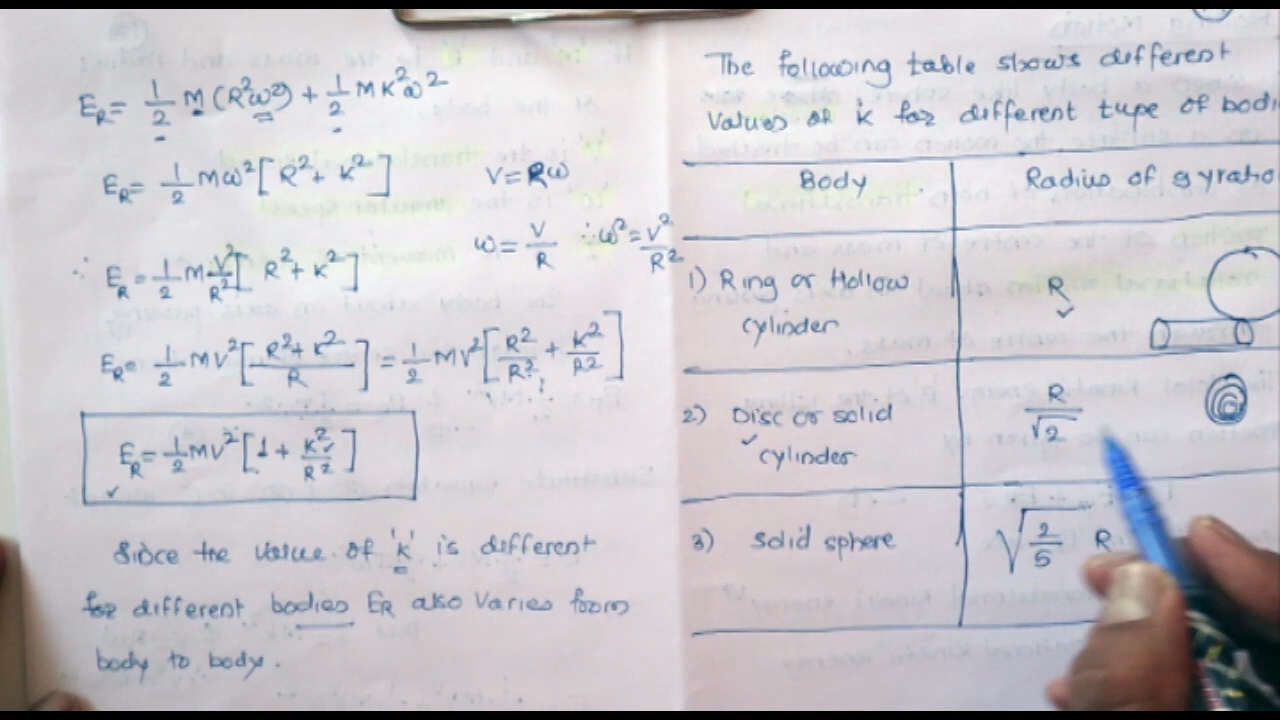 E_R = 1/2 M (R²ω²) + 1/2 MK²ω²
E_R = 1/2 Mω² [R² + K²]
V = Rω
ω = V/R ∴ ω² = V²/R²
∴ E_R = 1/2 M V²/R² [R² + K²]
E_R = 1/2 MV² [(R² + K²)/R] = 1/2 MV² [R²/R² + K²/R²]
E_R = 1/2 MV² [1 + K²/R²]
Since the value of 'K' is different
for different bodies E_R also varies from
body to body.
The following table shows different
Values of K for different type of bodi
Body Radius of gyratio
1) Ring or Hollow R
cylinder
2) Disc or solid R/√2
cylinder
3) Solid sphere √(2/5) R